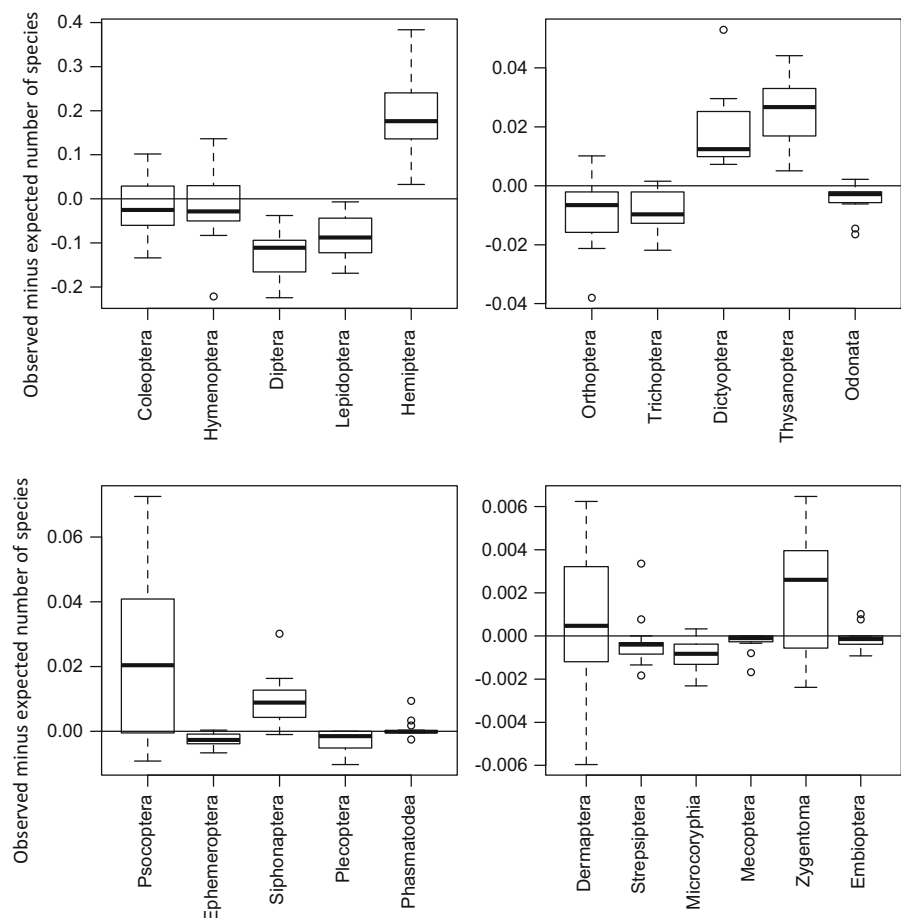 Observed minus expected number of species
0.4
0.3
0.2
0.1
0.0
-0.1
-0.2
Coleoptera
Hymenoptera
Diptera
Lepidoptera
Hemiptera
0.04
0.02
0.00
-0.02
-0.04
Orthoptera
Trichoptera
Dictyoptera
Thysanoptera
Odonata
Observed minus expected number of species
0.06
0.04
0.02
0.00
Psocoptera
Ephemeroptera
Siphonaptera
Plecoptera
Phasmatodea
0.006
0.004
0.002
0.000
-0.002
-0.004
-0.006
Dermaptera
Strepsiptera
Microcoryphia
Mecoptera
Zygentoma
Embioptera